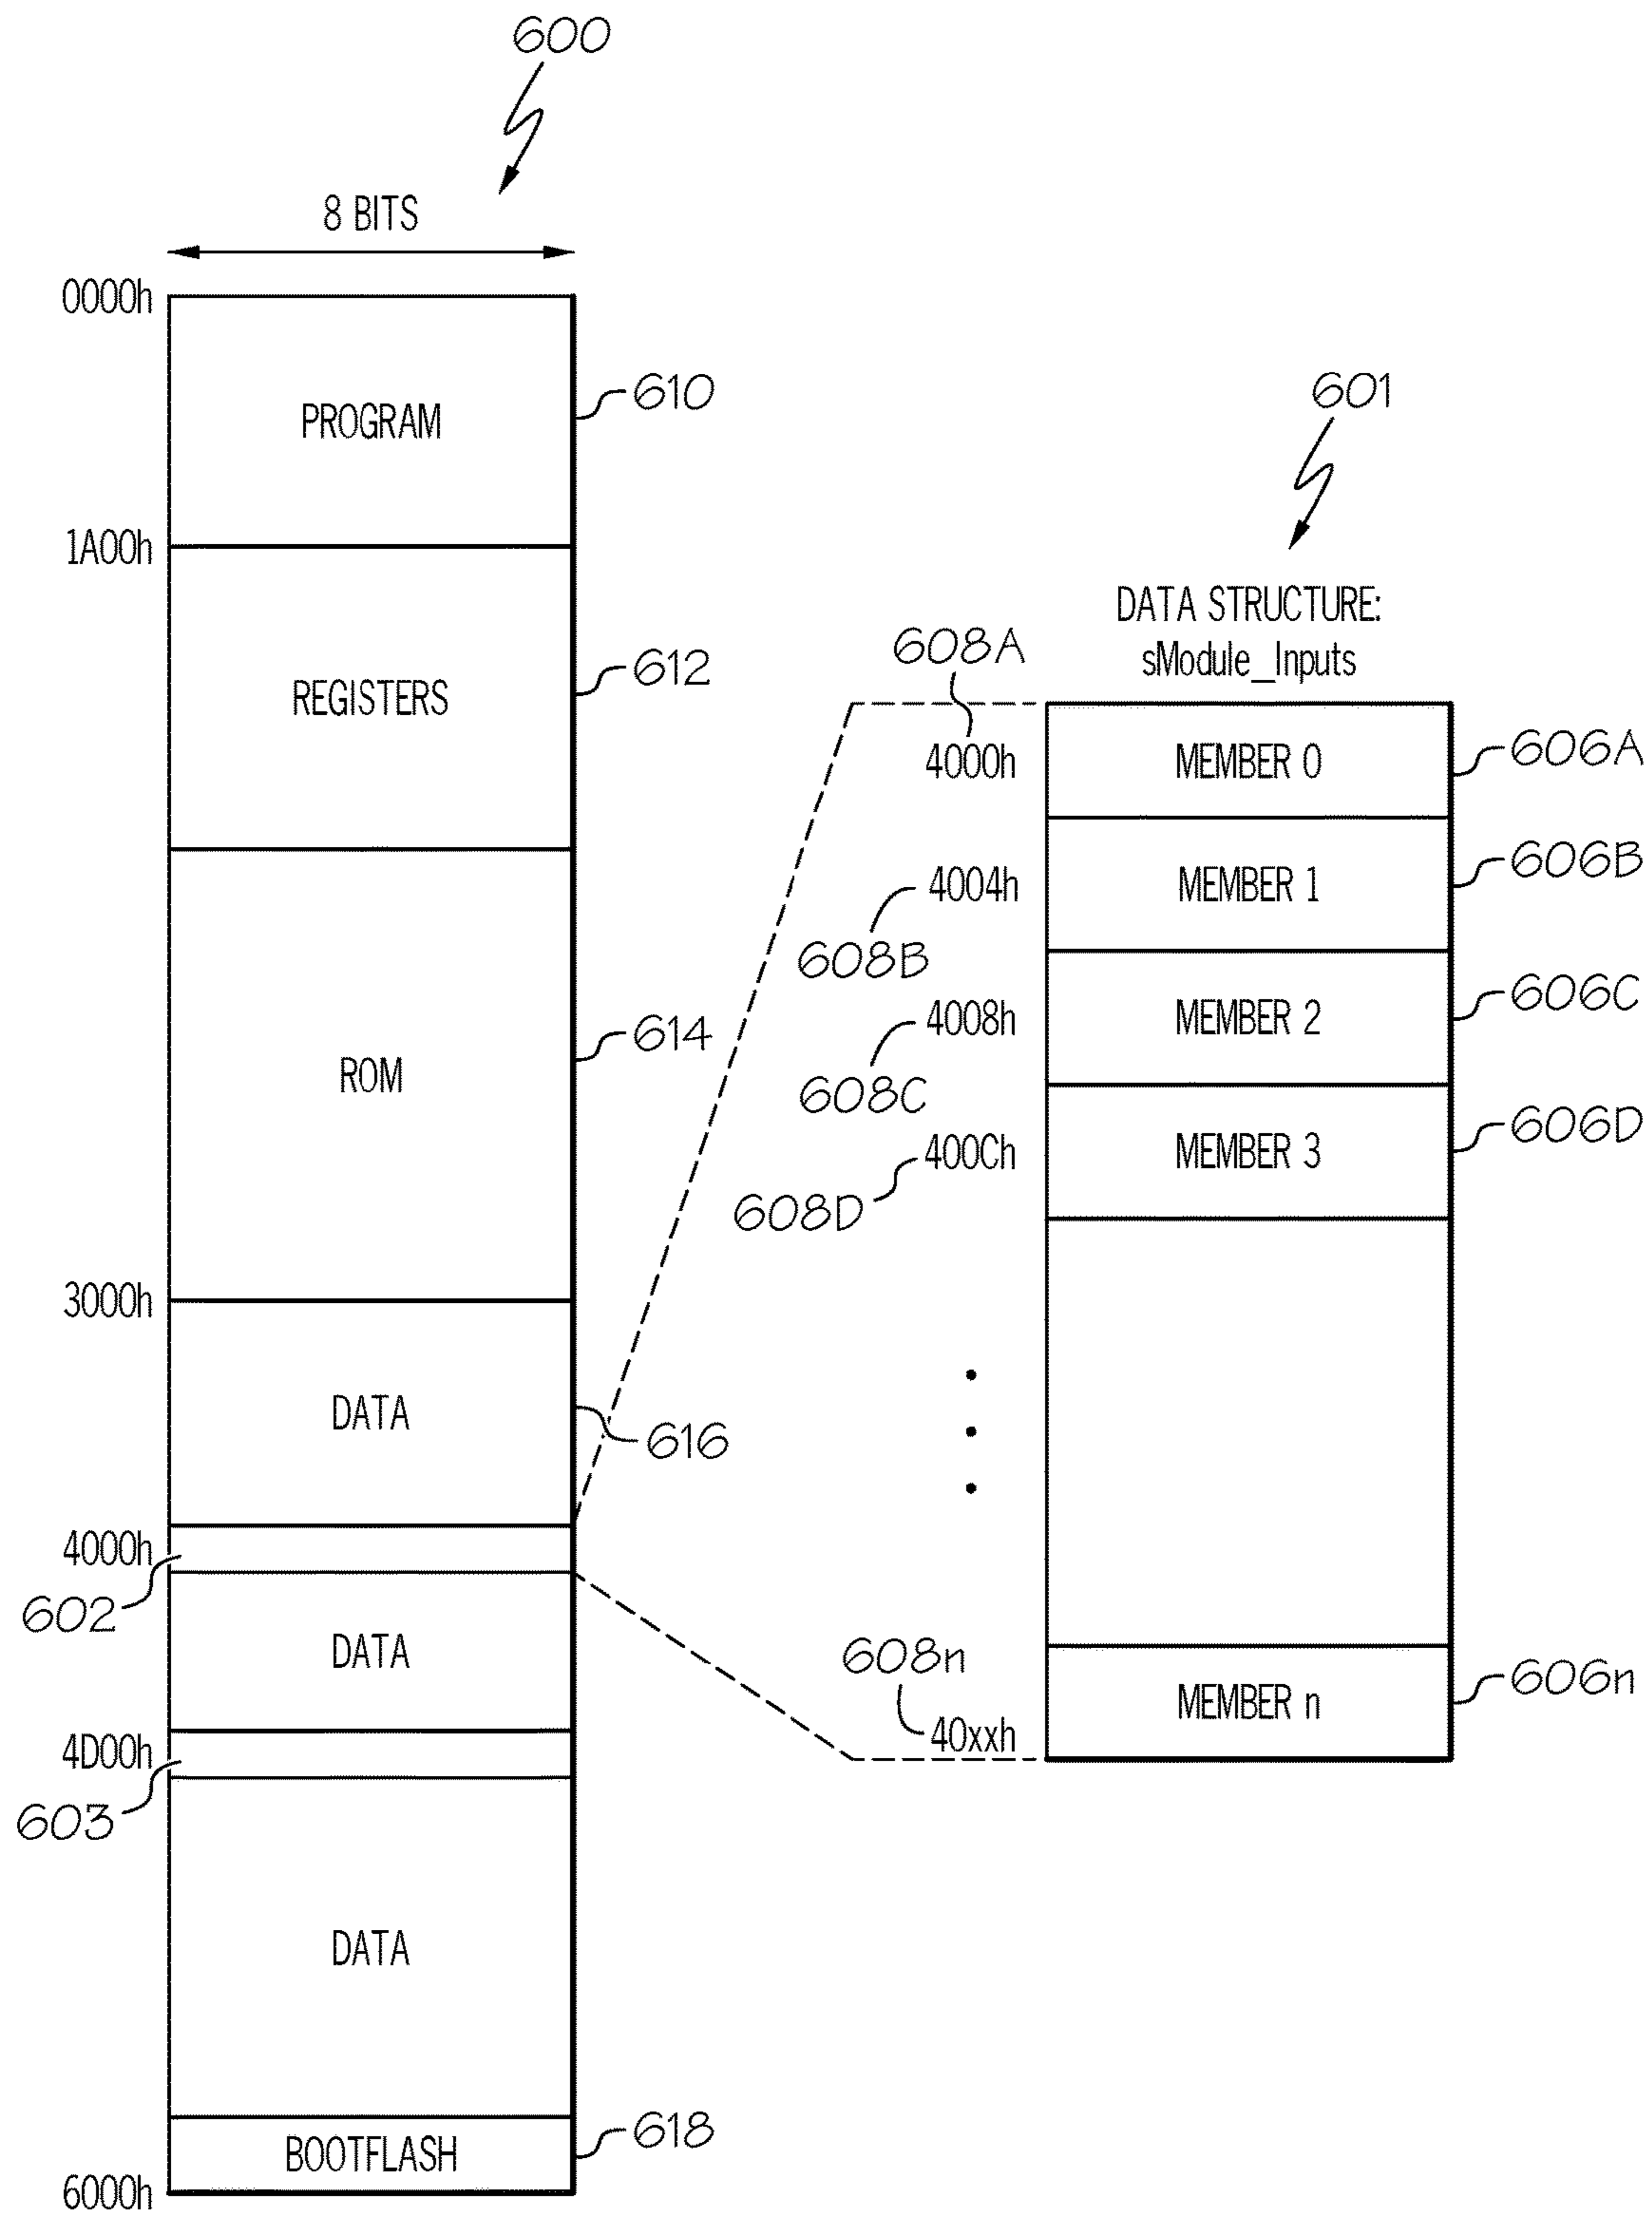 600
8 BITS
0000h
PROGRAM
610
1A00h
REGISTERS
612
ROM
614
3000h
DATA
616
4000h
602
DATA
4D00h
603
DATA
BOOTFLASH
618
6000h
601
DATA STRUCTURE:
sModule_Inputs
608A
4000h
MEMBER 0
606A
4004h
MEMBER 1
606B
608B
4008h
MEMBER 2
606C
608C
400Ch
MEMBER 3
606D
608D
608n
40xxh
MEMBER n
606n